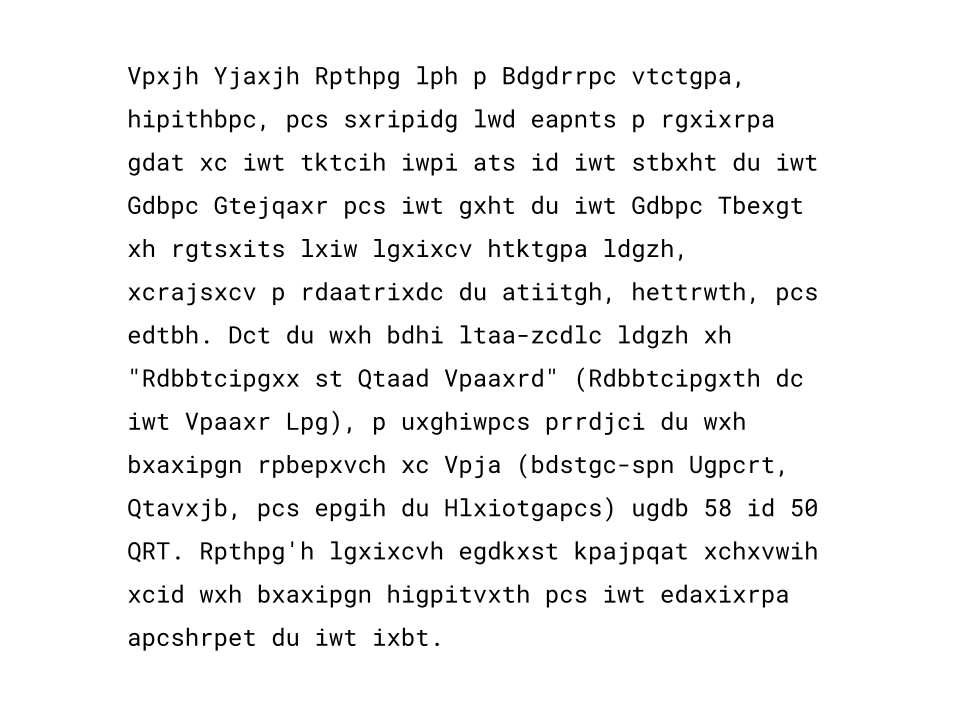 Vpxjh Yjaxjh Rpthpg lph p Bdgdrrpc vtctgpa,
hipithbpc, pcs sxripidg lwd eapnts p rgxixrpa
gdat xc iwt tktcih iwpi ats id iwt stbxht du iwt
Gdbpc Gtejqaxr pcs iwt gxht du iwt Gdbpc Tbexgt
xh rgtsxits lxiw lgxixcv htktgpa ldgzh,
xcrajsxcv p rdaatrixdc du atiitgh, hettrwth, pcs
edtbh. Dct du wxh bdhi ltaa-zcdlc ldgzh xh
"Rdbbtcipgxx st Qtaad Vpaaxrd" (Rdbbtcipgxth dc
iwt Vpaaxr Lpg), p uxghiwpcs prrdjci du wxh
bxaxipgn rpbepxvch xc Vpja (bdstgc-spn Ugpcrt,
Qtavxjb, pcs epgih du Hlxiotgapcs) ugdb 58 id 50
QRT. Rpthpg'h lgxixcvh egdkxst kpajpqat xchxvwih
xcid wxh bxaxipgn higpitvxth pcs iwt edaxixrpa
apcshrpet du iwt ixbt.